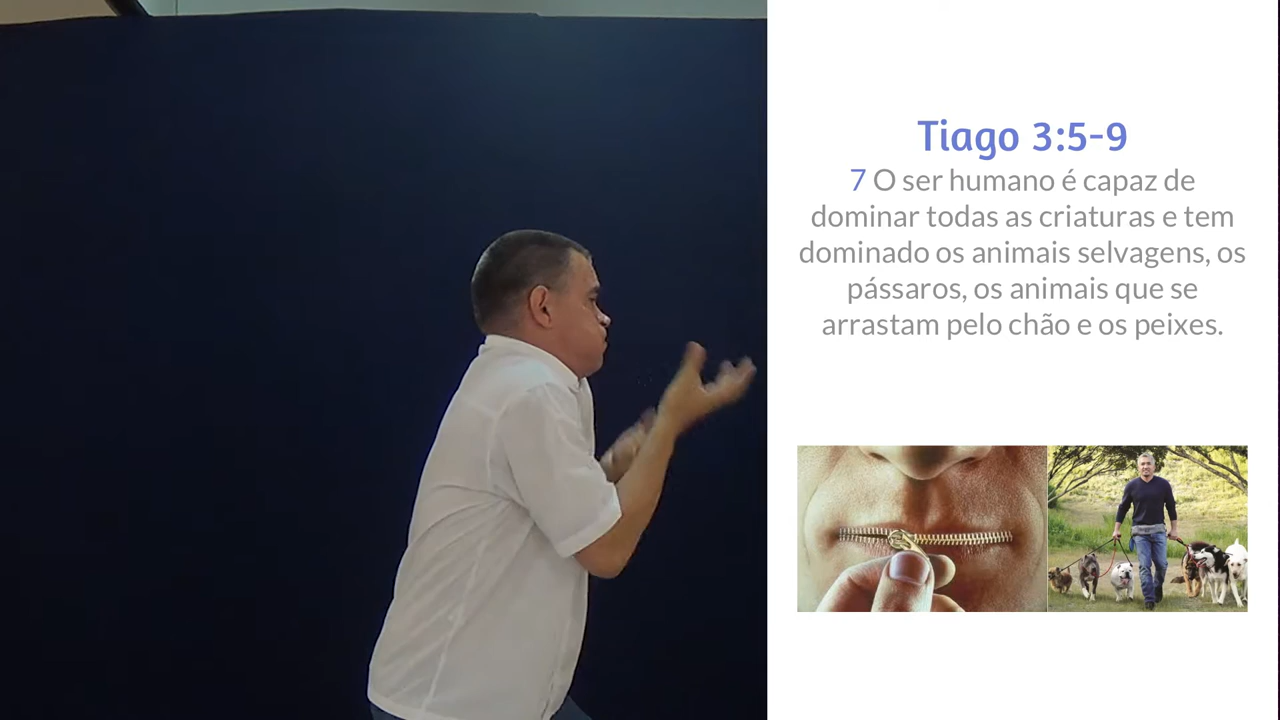 Tiago 3:5-9
7 O ser humano é capaz de
dominar todas as criaturas e tem
dominado os animais selvagens, os
pássaros, os animais que se
arrastam pelo chão e os peixes.